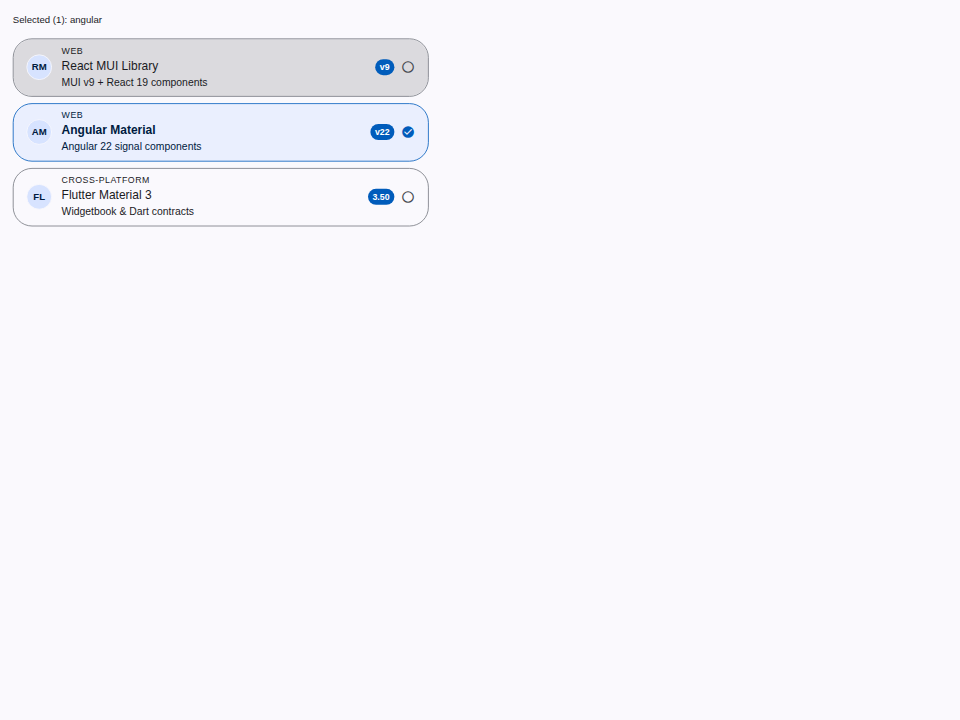 Selected (1): angular
WEB
RM
React MUI Library
v9
MUI v9 + React 19 components
WEB
AM
Angular Material
v22
Angular 22 signal components
CROSS-PLATFORM
FL
Flutter Material 3
3.50
Widgetbook & Dart contracts